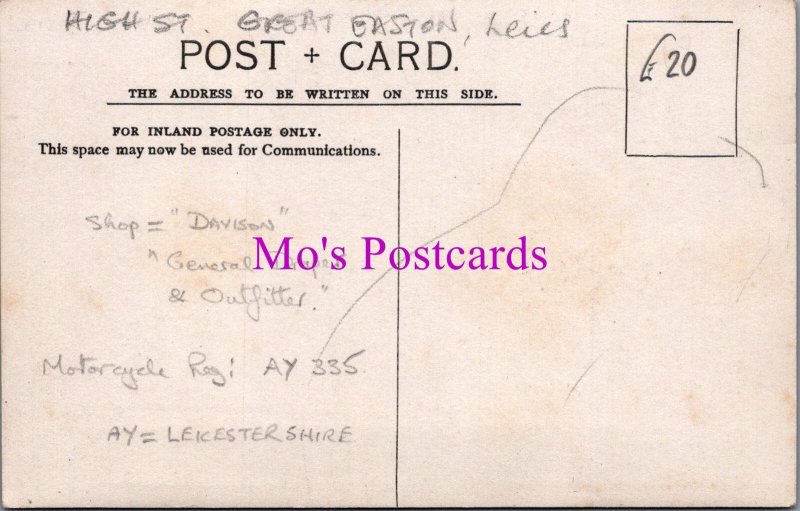 HIGH ST. GREAT EASTON, Leics
POST + CARD.
£20
THE ADDRESS TO BE WRITTEN ON THIS SIDE.
FOR INLAND POSTAGE ONLY.
This space may now be used for Communications.
Shop = "DAVISON"
"General Draper
& Outfitter."
Mo's Postcards
Motorcycle Reg: AY 335
AY = LEICESTERSHIRE